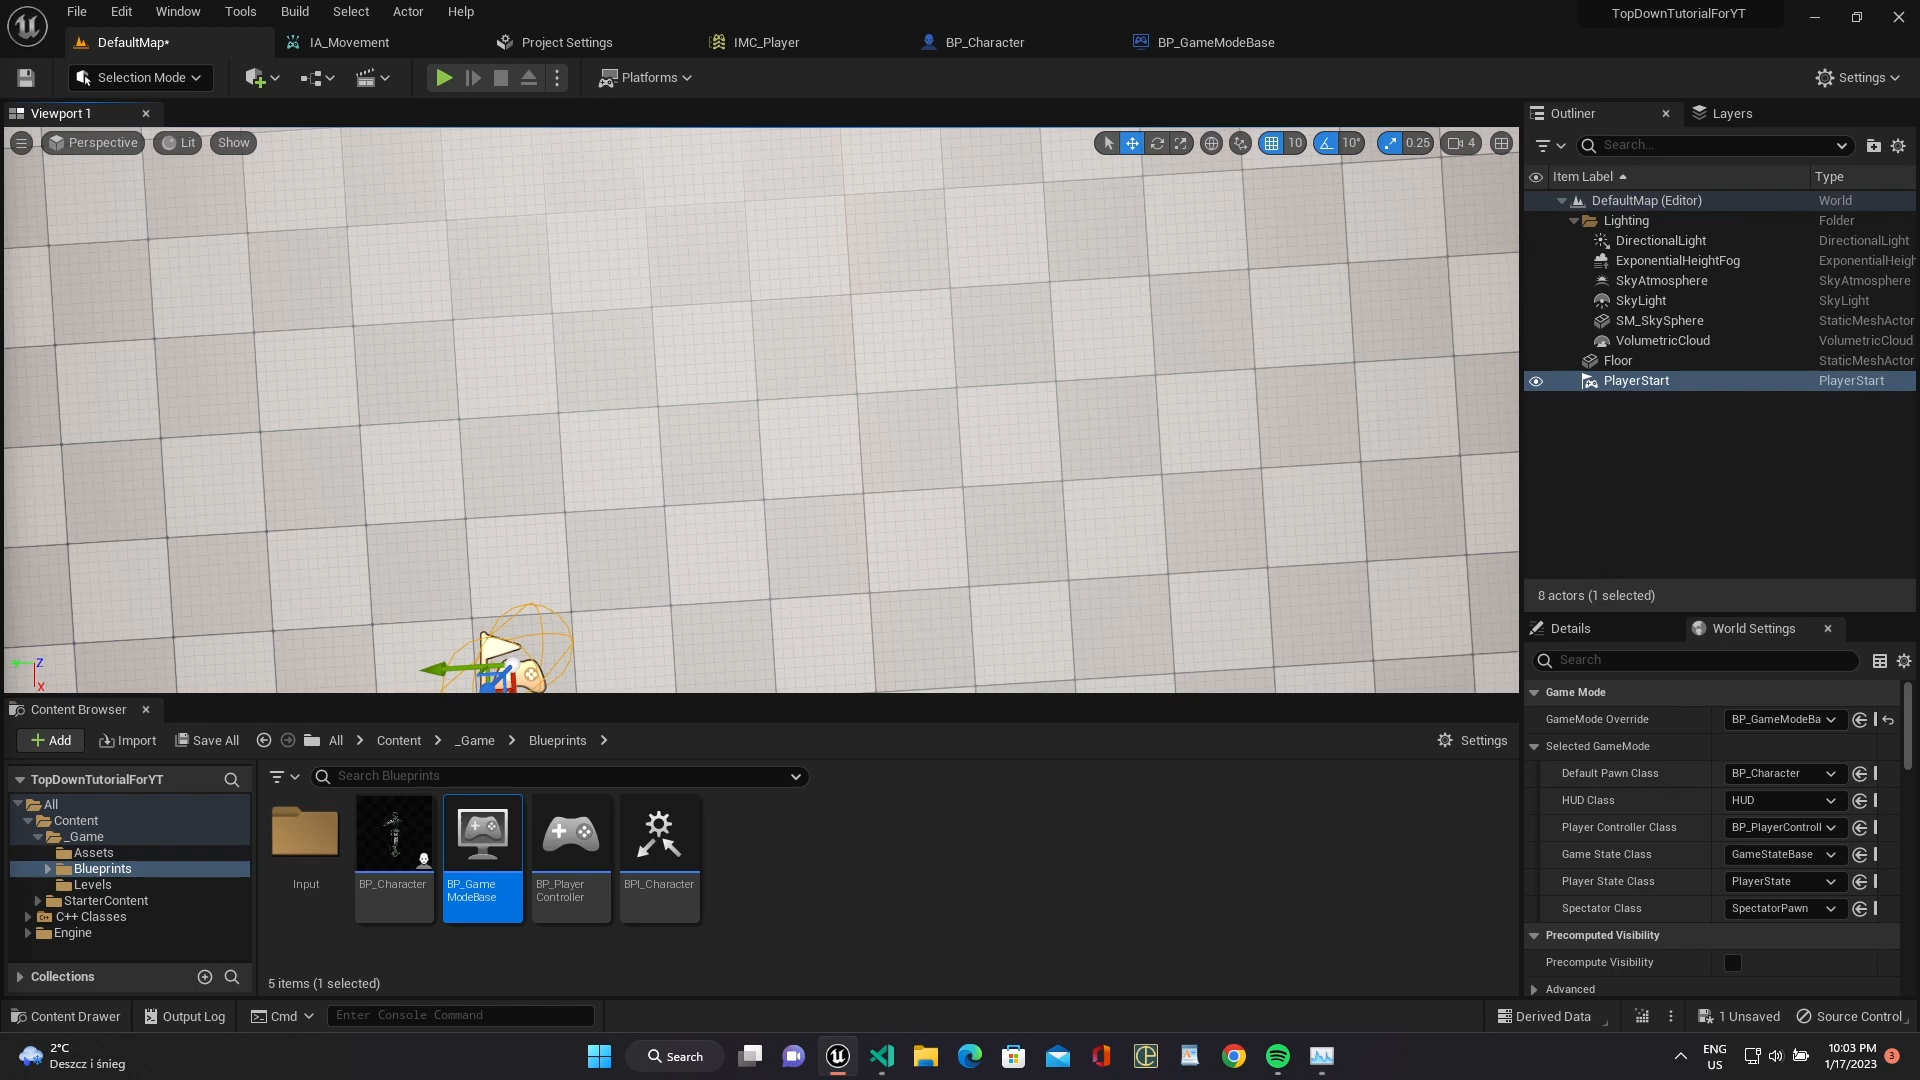 File Edit Window Tools Build Select Actor Help
TopDownTutorialForYT
DefaultMap*
IA_Movement
Project Settings
IMC_Player
BP_Character
BP_GameModeBase
Selection Mode
Platforms
Settings
Viewport 1
Perspective
Lit
Show
10
10°
0.25
4
Outliner
Layers
Search...
Item Label
Type
DefaultMap (Editor) World
Lighting Folder
DirectionalLight DirectionalLight
ExponentialHeightFog ExponentialHeigh
SkyAtmosphere SkyAtmosphere
SkyLight SkyLight
SM_SkySphere StaticMeshActor
VolumetricCloud VolumetricCloud
Floor StaticMeshActor
PlayerStart PlayerStart
8 actors (1 selected)
Details
World Settings
Search
Game Mode
GameMode Override BP_GameModeBa
Selected GameMode
Default Pawn Class BP_Character
HUD Class HUD
Player Controller Class BP_PlayerControll
Game State Class GameStateBase
Player State Class PlayerState
Spectator Class SpectatorPawn
Precomputed Visibility
Precompute Visibility
Advanced
Z
X
Content Browser
Add
Import
Save All
All
Content
_Game
Blueprints
Settings
TopDownTutorialForYT
Search Blueprints
All
Content
_Game
Assets
Blueprints
Levels
StarterContent
C++ Classes
Engine
Collections
Input
BP_Character
BP_Game
ModeBase
BP_Player
Controller
BPI_Character
5 items (1 selected)
Content Drawer
Output Log
Cmd
Enter Console Command
Derived Data
1 Unsaved
Source Control
2°C
Deszcz i śnieg
Search
ENG
US
10:03 PM
1/17/2023
3